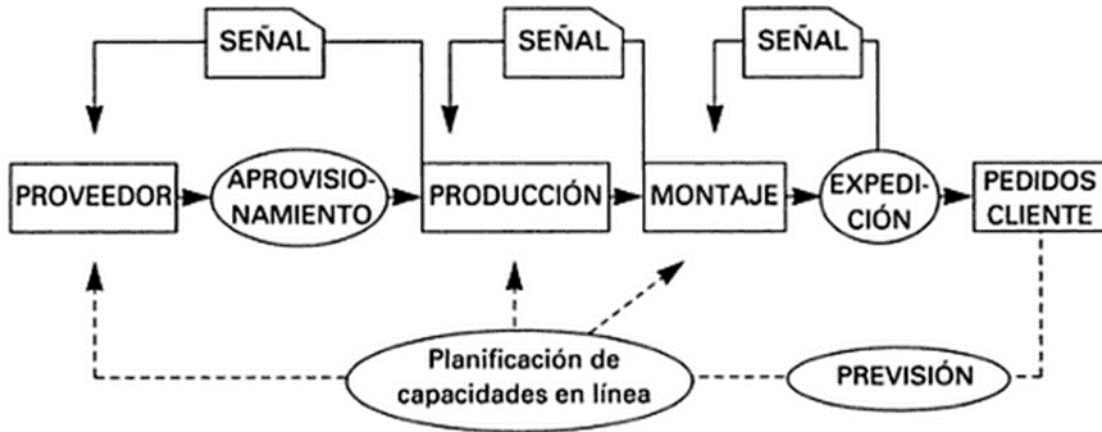 SEÑAL
SEÑAL
SEÑAL
PROVEEDOR
APROVISIO-
NAMIENTO
PRODUCCIÓN
MONTAJE
EXPEDI-
CIÓN
PEDIDOS
CLIENTE
Planificación de
capacidades en línea
PREVISIÓN